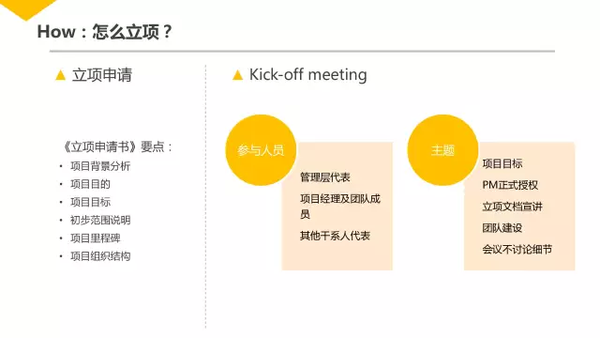 How：怎么立项？
立项申请
《立项申请书》要点：
• 项目背景分析
• 项目目的
• 项目目标
• 初步范围说明
• 项目里程碑
• 项目组织结构
Kick-off meeting
参与人员
管理层代表
项目经理及团队成
员
其他干系人代表
主题
项目目标
PM正式授权
立项文档宣讲
团队建设
会议不讨论细节